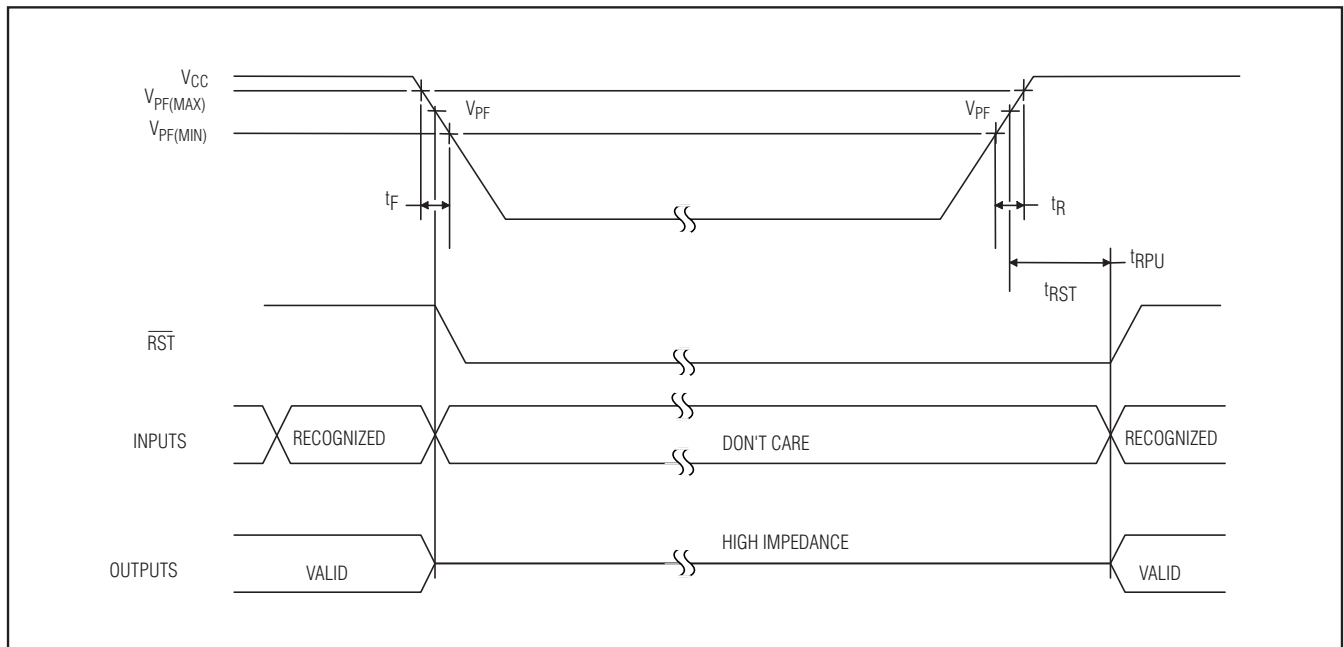 VCC
VPF(MAX)
VPF VPF
VPF(MIN)
tF
tR
tRPU
tRST
RST
INPUTS RECOGNIZED DON'T CARE RECOGNIZED
HIGH IMPEDANCE
OUTPUTS VALID VALID